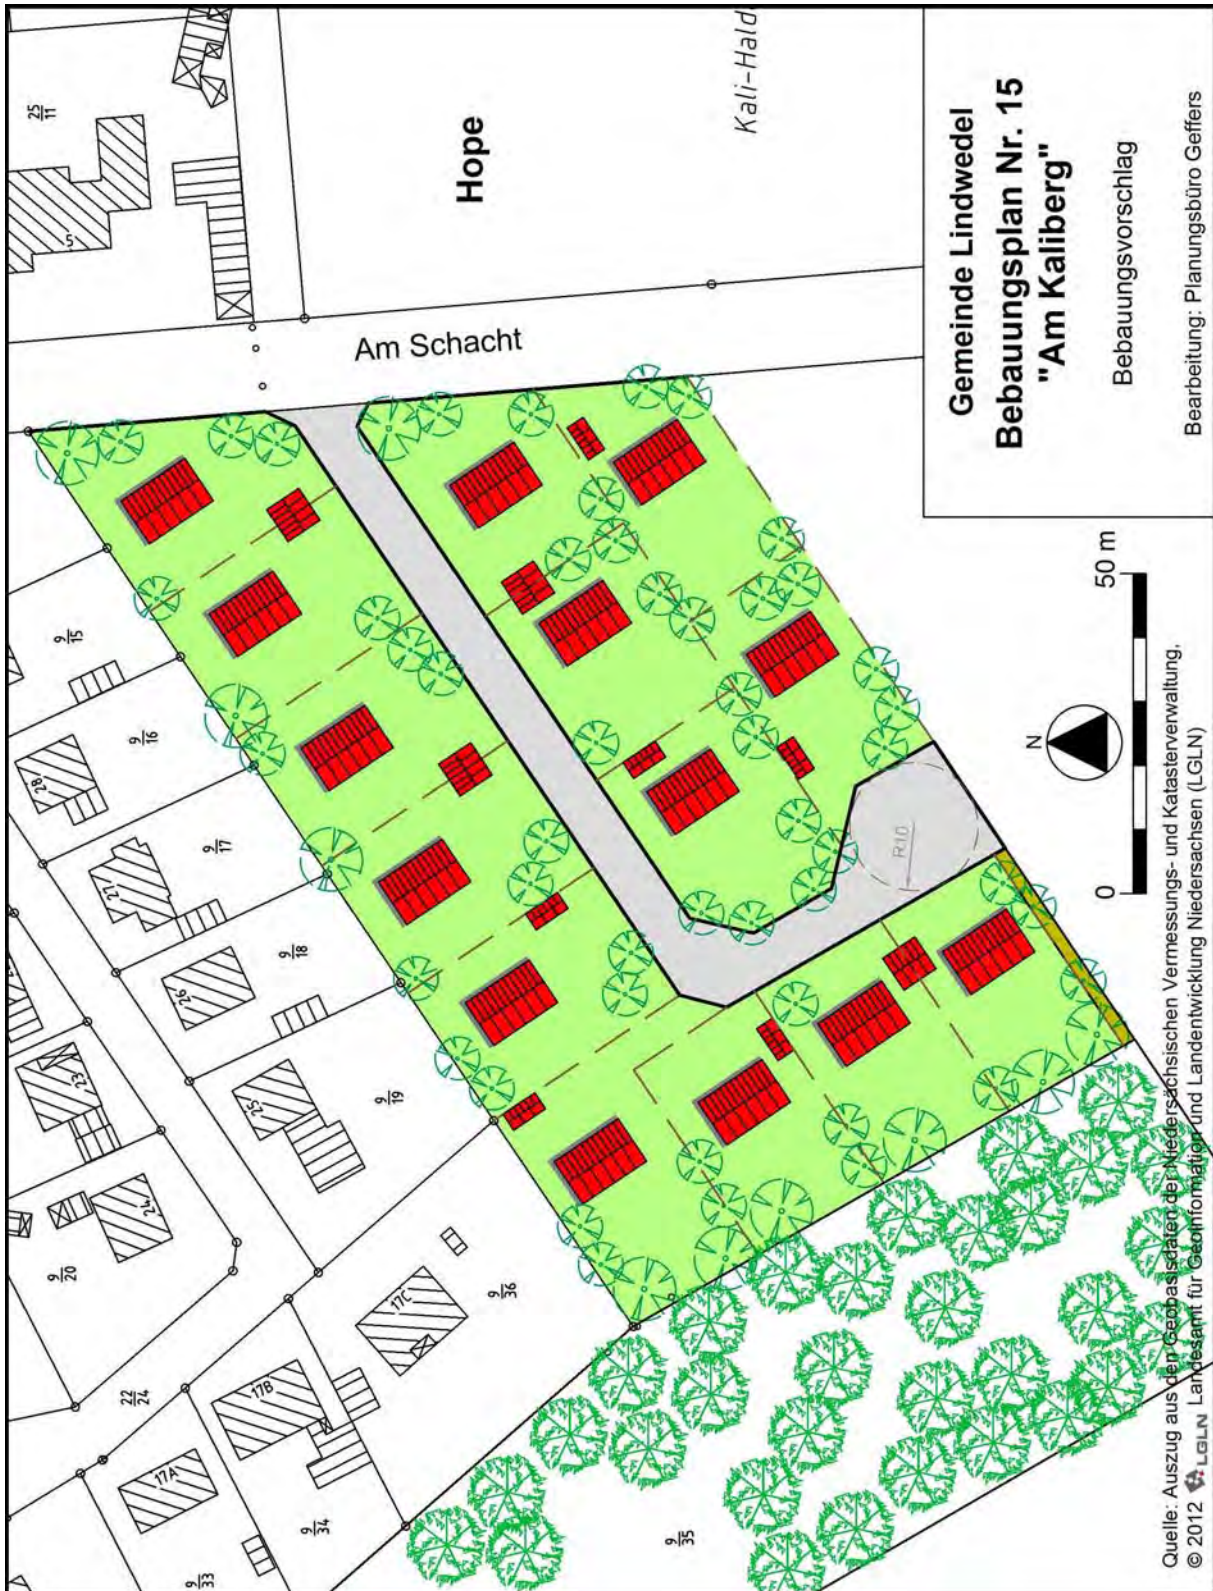 Gemeinde Lindwedel
Bebauungsplan Nr. 15
"Am Kaliberg"
Bebauungsvorschlag
Bearbeitung: Planungsbüro Geffers
Hope
Kali-Hald
Am Schacht
25
11
5
9
15
9
16
28
9
17
27
9
18
26
9
19
25
23
24
9
20
9
36
17C
22
24
17B
17A
9
34
9
33
9
35
R10
N
0
50 m
Quelle: Auszug aus den Geobasisdaten der Niedersächsischen Vermessungs- und Katasterverwaltung,
© 2012 LGLN Landesamt für Geoinformation und Landentwicklung Niedersachsen (LGLN)